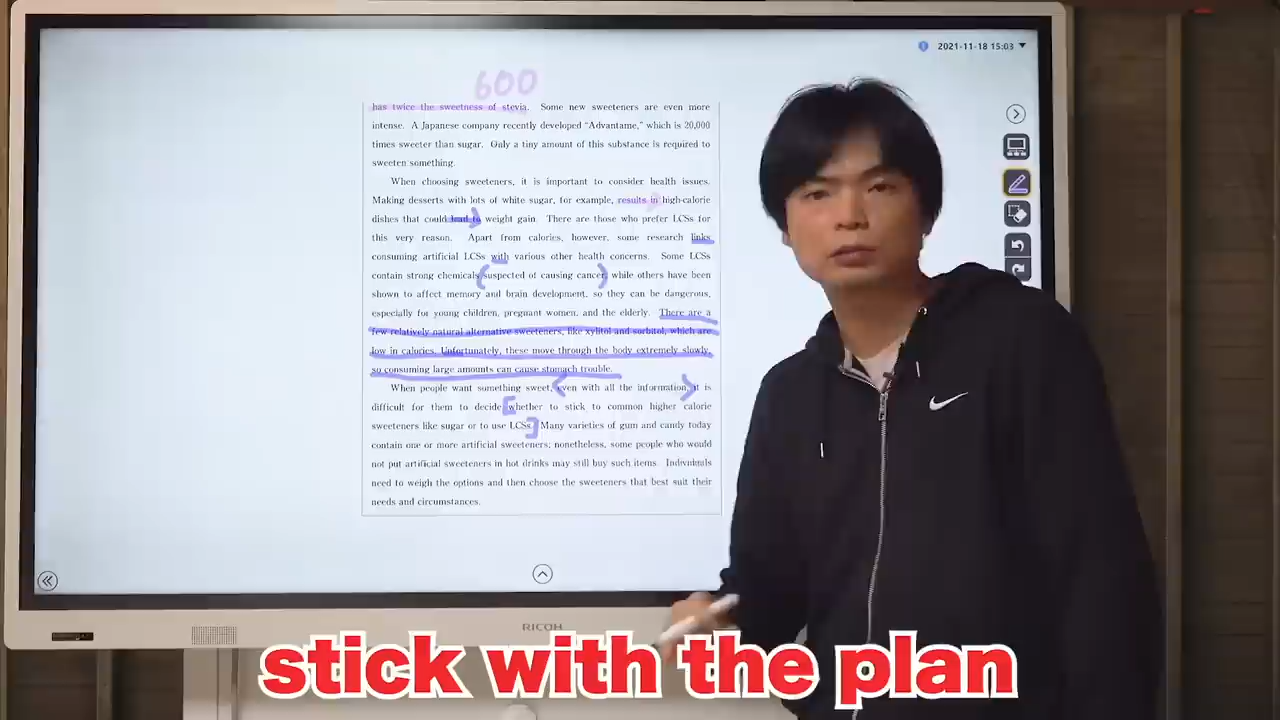 2021-11-18 15:03
600
has twice the sweetness of stevia. Some new sweeteners are even more
intense. A Japanese company recently developed "Advantame," which is 20,000
times sweeter than sugar. Only a tiny amount of this substance is required to
sweeten something.
When choosing sweeteners, it is important to consider health issues.
Making desserts with lots of white sugar, for example, results in high-calorie
dishes that could lead to weight gain. There are those who prefer LCSs for
this very reason. Apart from calories, however, some research links
consuming artificial LCSs with various other health concerns. Some LCSs
contain strong chemicals suspected of causing cancer, while others have been
shown to affect memory and brain development, so they can be dangerous,
especially for young children, pregnant women, and the elderly. There are a
few relatively natural alternative sweeteners, like xylitol and sorbitol, which are
low in calories. Unfortunately, these move through the body extremely slowly,
so consuming large amounts can cause stomach trouble.
When people want something sweet, even with all the information, it is
difficult for them to decide whether to stick to common higher calorie
sweeteners like sugar or to use LCSs. Many varieties of gum and candy today
contain one or more artificial sweeteners; nonetheless, some people who would
not put artificial sweeteners in hot drinks may still buy such items. Individuals
need to weigh the options and then choose the sweeteners that best suit their
needs and circumstances.
RICOH
stick with the plan